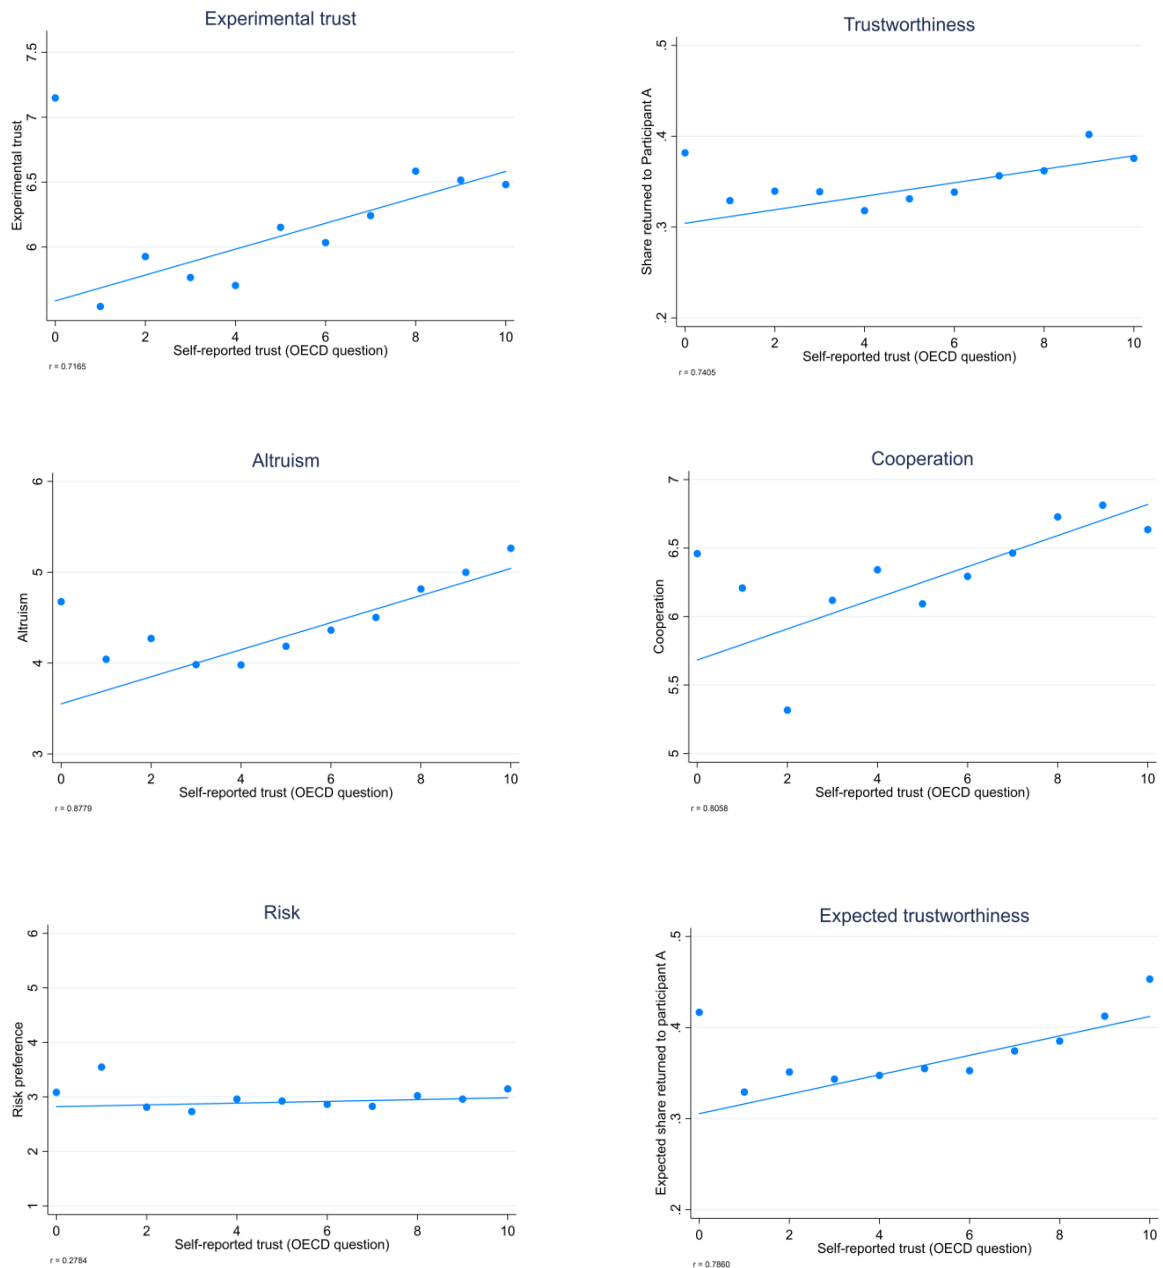 Experimental trust
Experimental trust
7.5
7
6.5
6
0 2 4 6 8 10
Self-reported trust (OECD question)
r = 0.7165
Trustworthiness
Share returned to Participant A
.5
.4
.3
.2
0 2 4 6 8 10
Self-reported trust (OECD question)
r = 0.7405
Altruism
Altruism
6
5
4
3
0 2 4 6 8 10
Self-reported trust (OECD question)
r = 0.8779
Cooperation
Cooperation
7
6.5
6
5.5
5
0 2 4 6 8 10
Self-reported trust (OECD question)
r = 0.8058
Risk
Risk preference
6
5
4
3
2
1
0 2 4 6 8 10
Self-reported trust (OECD question)
r = 0.2784
Expected trustworthiness
Expected share returned to participant A
.5
.4
.3
.2
0 2 4 6 8 10
Self-reported trust (OECD question)
r = 0.7860